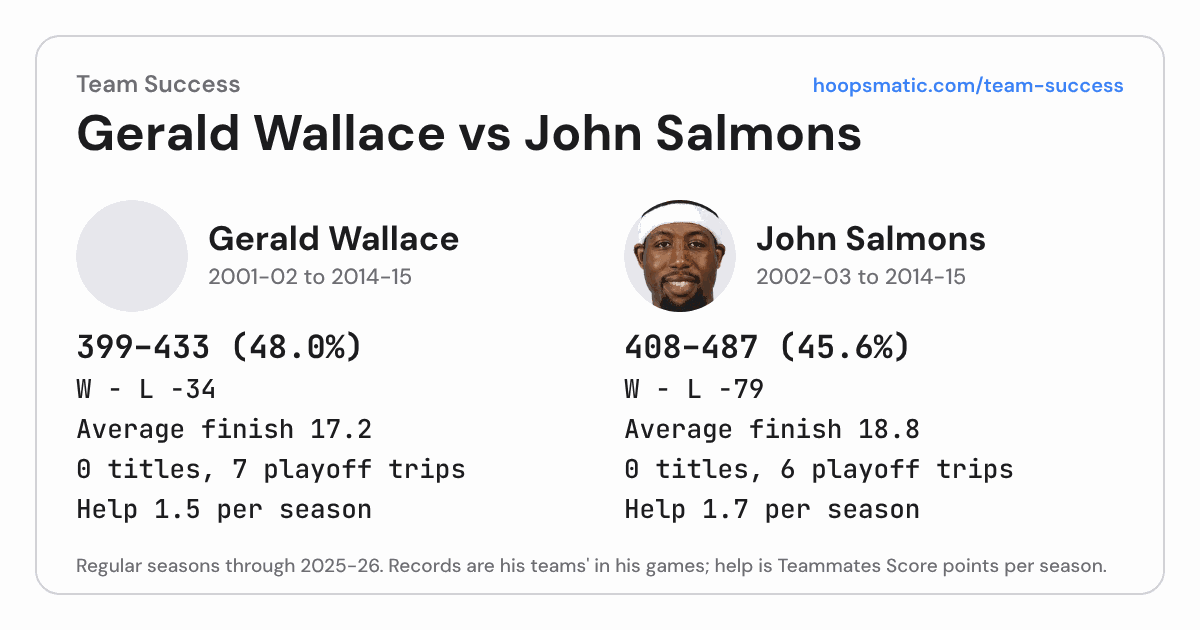 Team Success
hoopsmatic.com/team-success
Gerald Wallace vs John Salmons
Gerald Wallace
2001-02 to 2014-15
399-433 (48.0%)
W - L -34
Average finish 17.2
0 titles, 7 playoff trips
Help 1.5 per season
John Salmons
2002-03 to 2014-15
408-487 (45.6%)
W - L -79
Average finish 18.8
0 titles, 6 playoff trips
Help 1.7 per season
Regular seasons through 2025-26. Records are his teams' in his games; help is Teammates Score points per season.